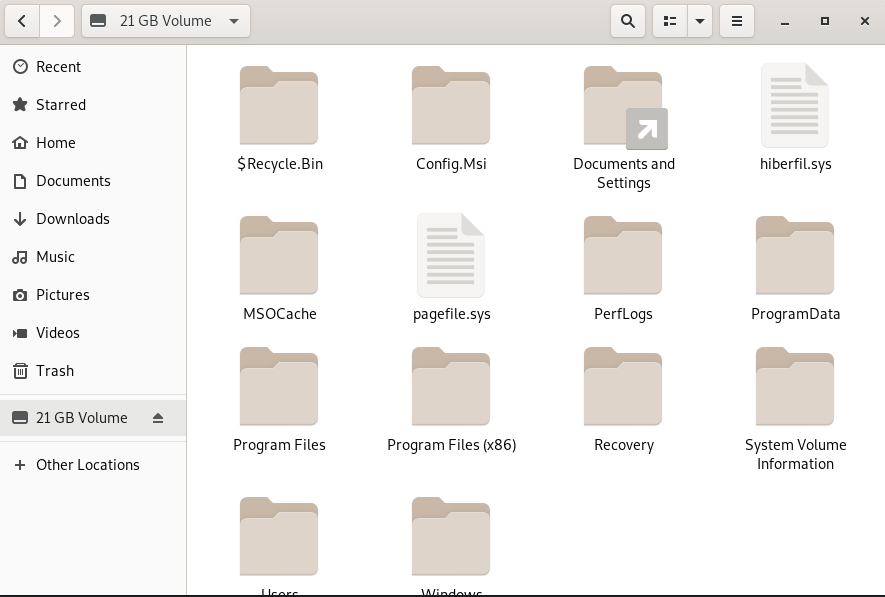 21 GB Volume
Recent
Starred
Home
Documents
Downloads
Music
Pictures
Videos
Trash
21 GB Volume
Other Locations
$Recycle.Bin
Config.Msi
Documents and
Settings
hiberfil.sys
MSOCache
pagefile.sys
PerfLogs
ProgramData
Program Files
Program Files (x86)
Recovery
System Volume
Information
Users
Windows